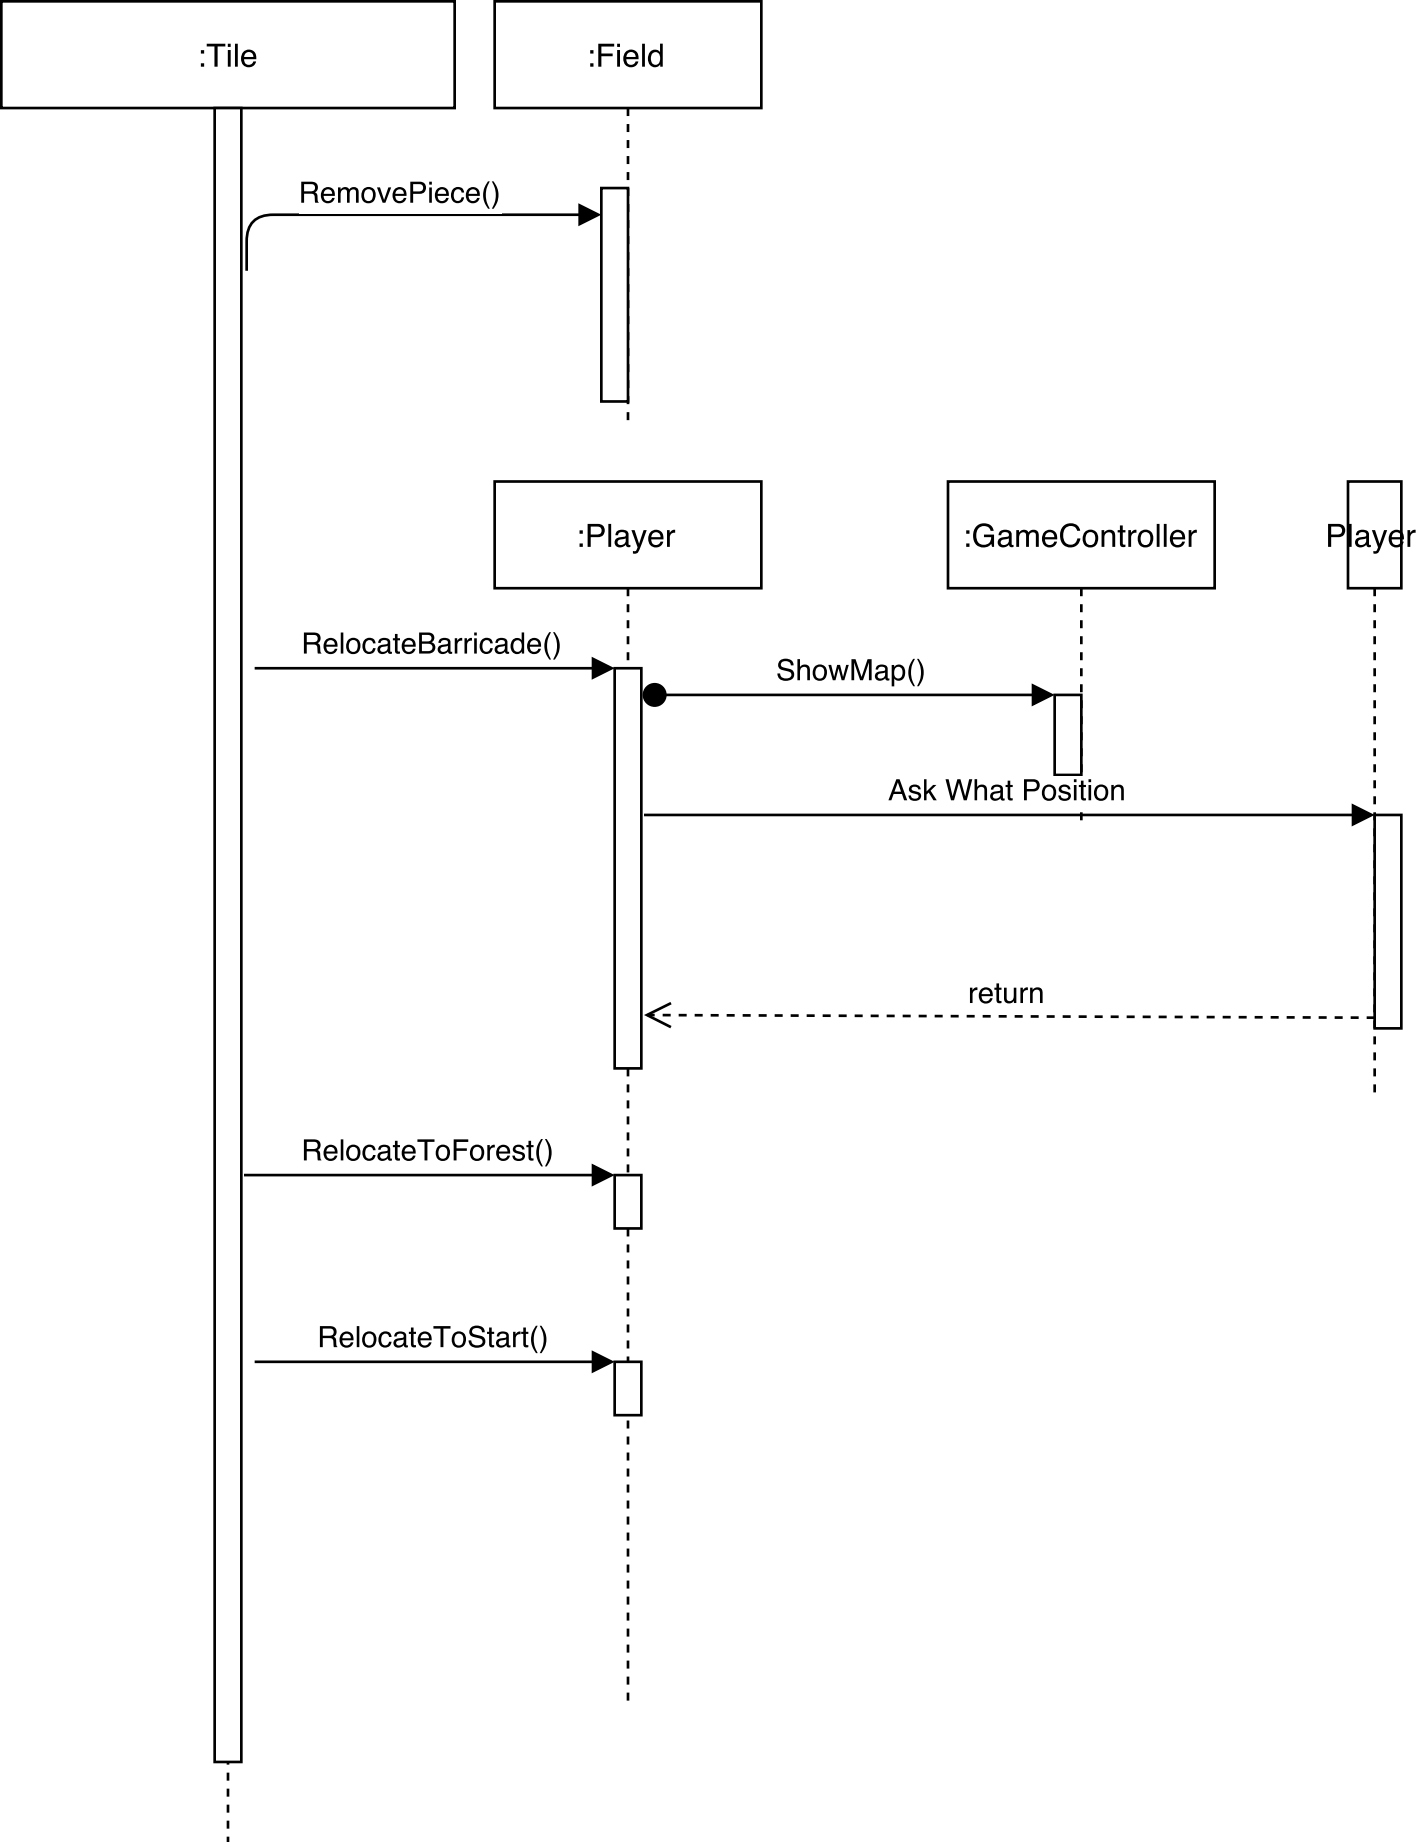 :Tile
:Field
RemovePiece()
:Player
:GameController
Player
RelocateBarricade()
ShowMap()
Ask What Position
return
RelocateToForest()
RelocateToStart()